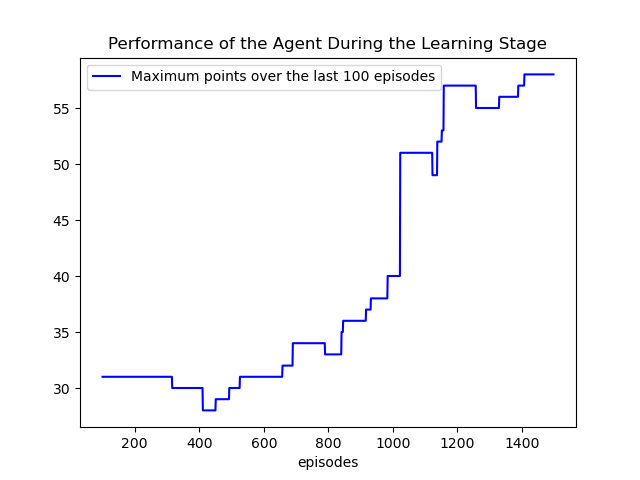 Performance of the Agent During the Learning Stage
Maximum points over the last 100 episodes
55
50
45
40
35
30
200 400 600 800 1000 1200 1400
episodes